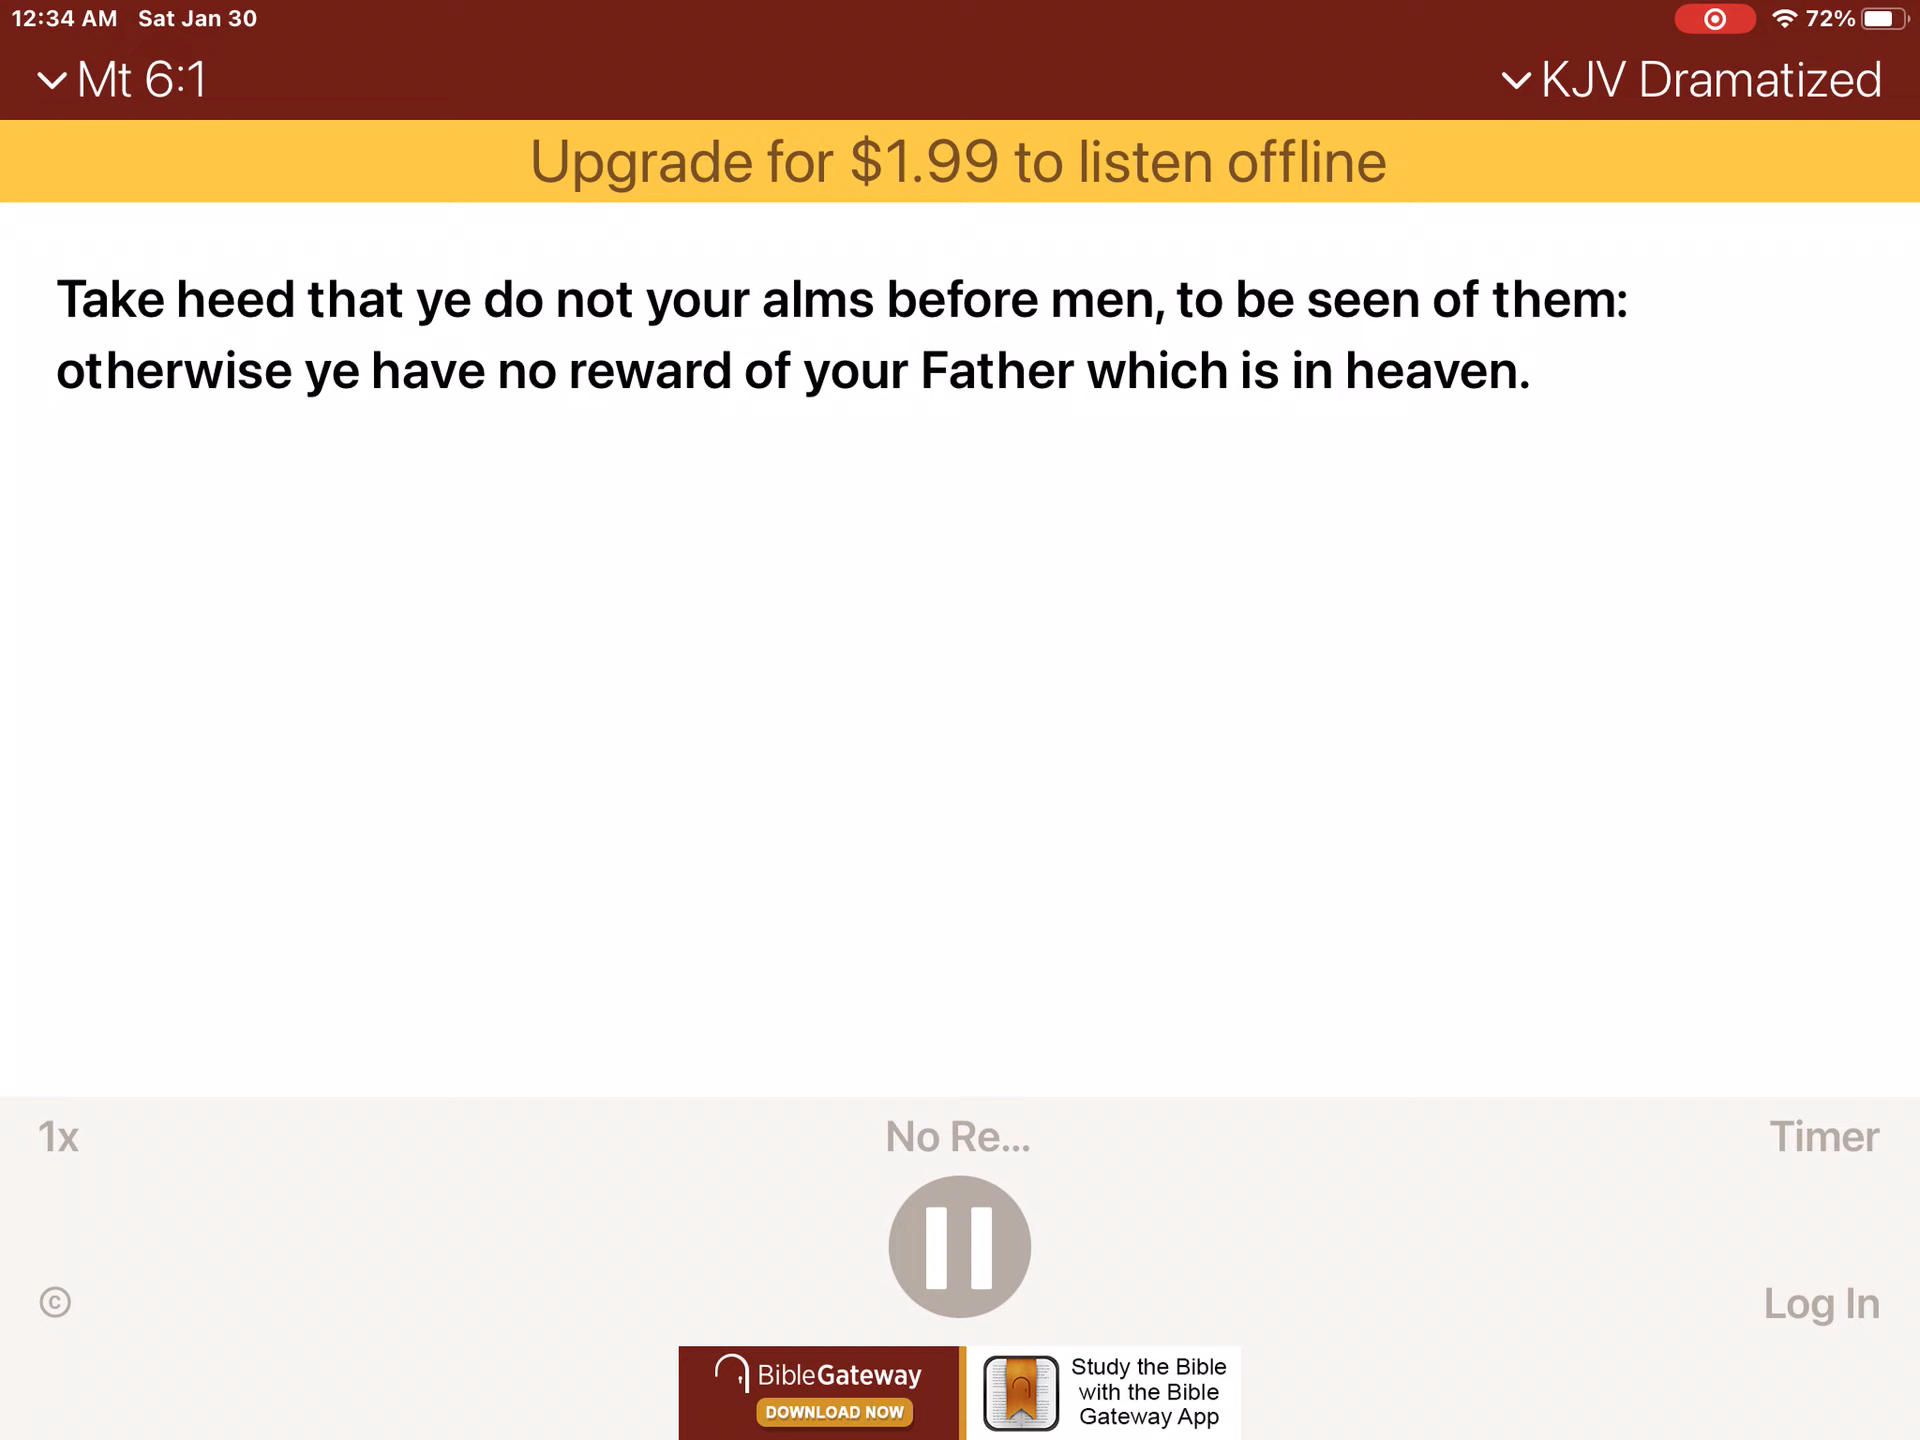 12:34 AM Sat Jan 30
72%
Mt 6:1
KJV Dramatized
Upgrade for $1.99 to listen offline
Take heed that ye do not your alms before men, to be seen of them:
otherwise ye have no reward of your Father which is in heaven.
1x
No Re...
Timer
©
Log In
BibleGateway
DOWNLOAD NOW
Study the Bible
with the Bible
Gateway App